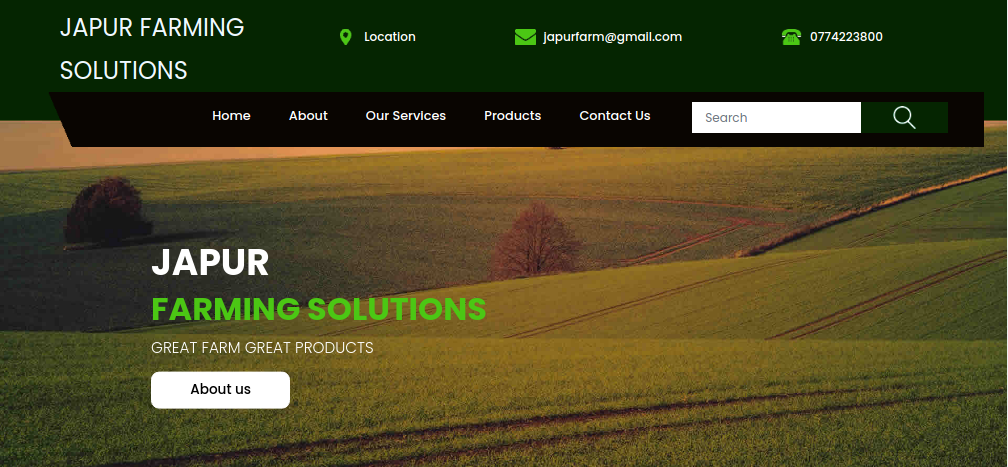 JAPUR FARMING
SOLUTIONS
Location
japurfarm@gmail.com
0774223800
Home
About
Our Services
Products
Contact Us
Search
JAPUR
FARMING SOLUTIONS
GREAT FARM GREAT PRODUCTS
About us